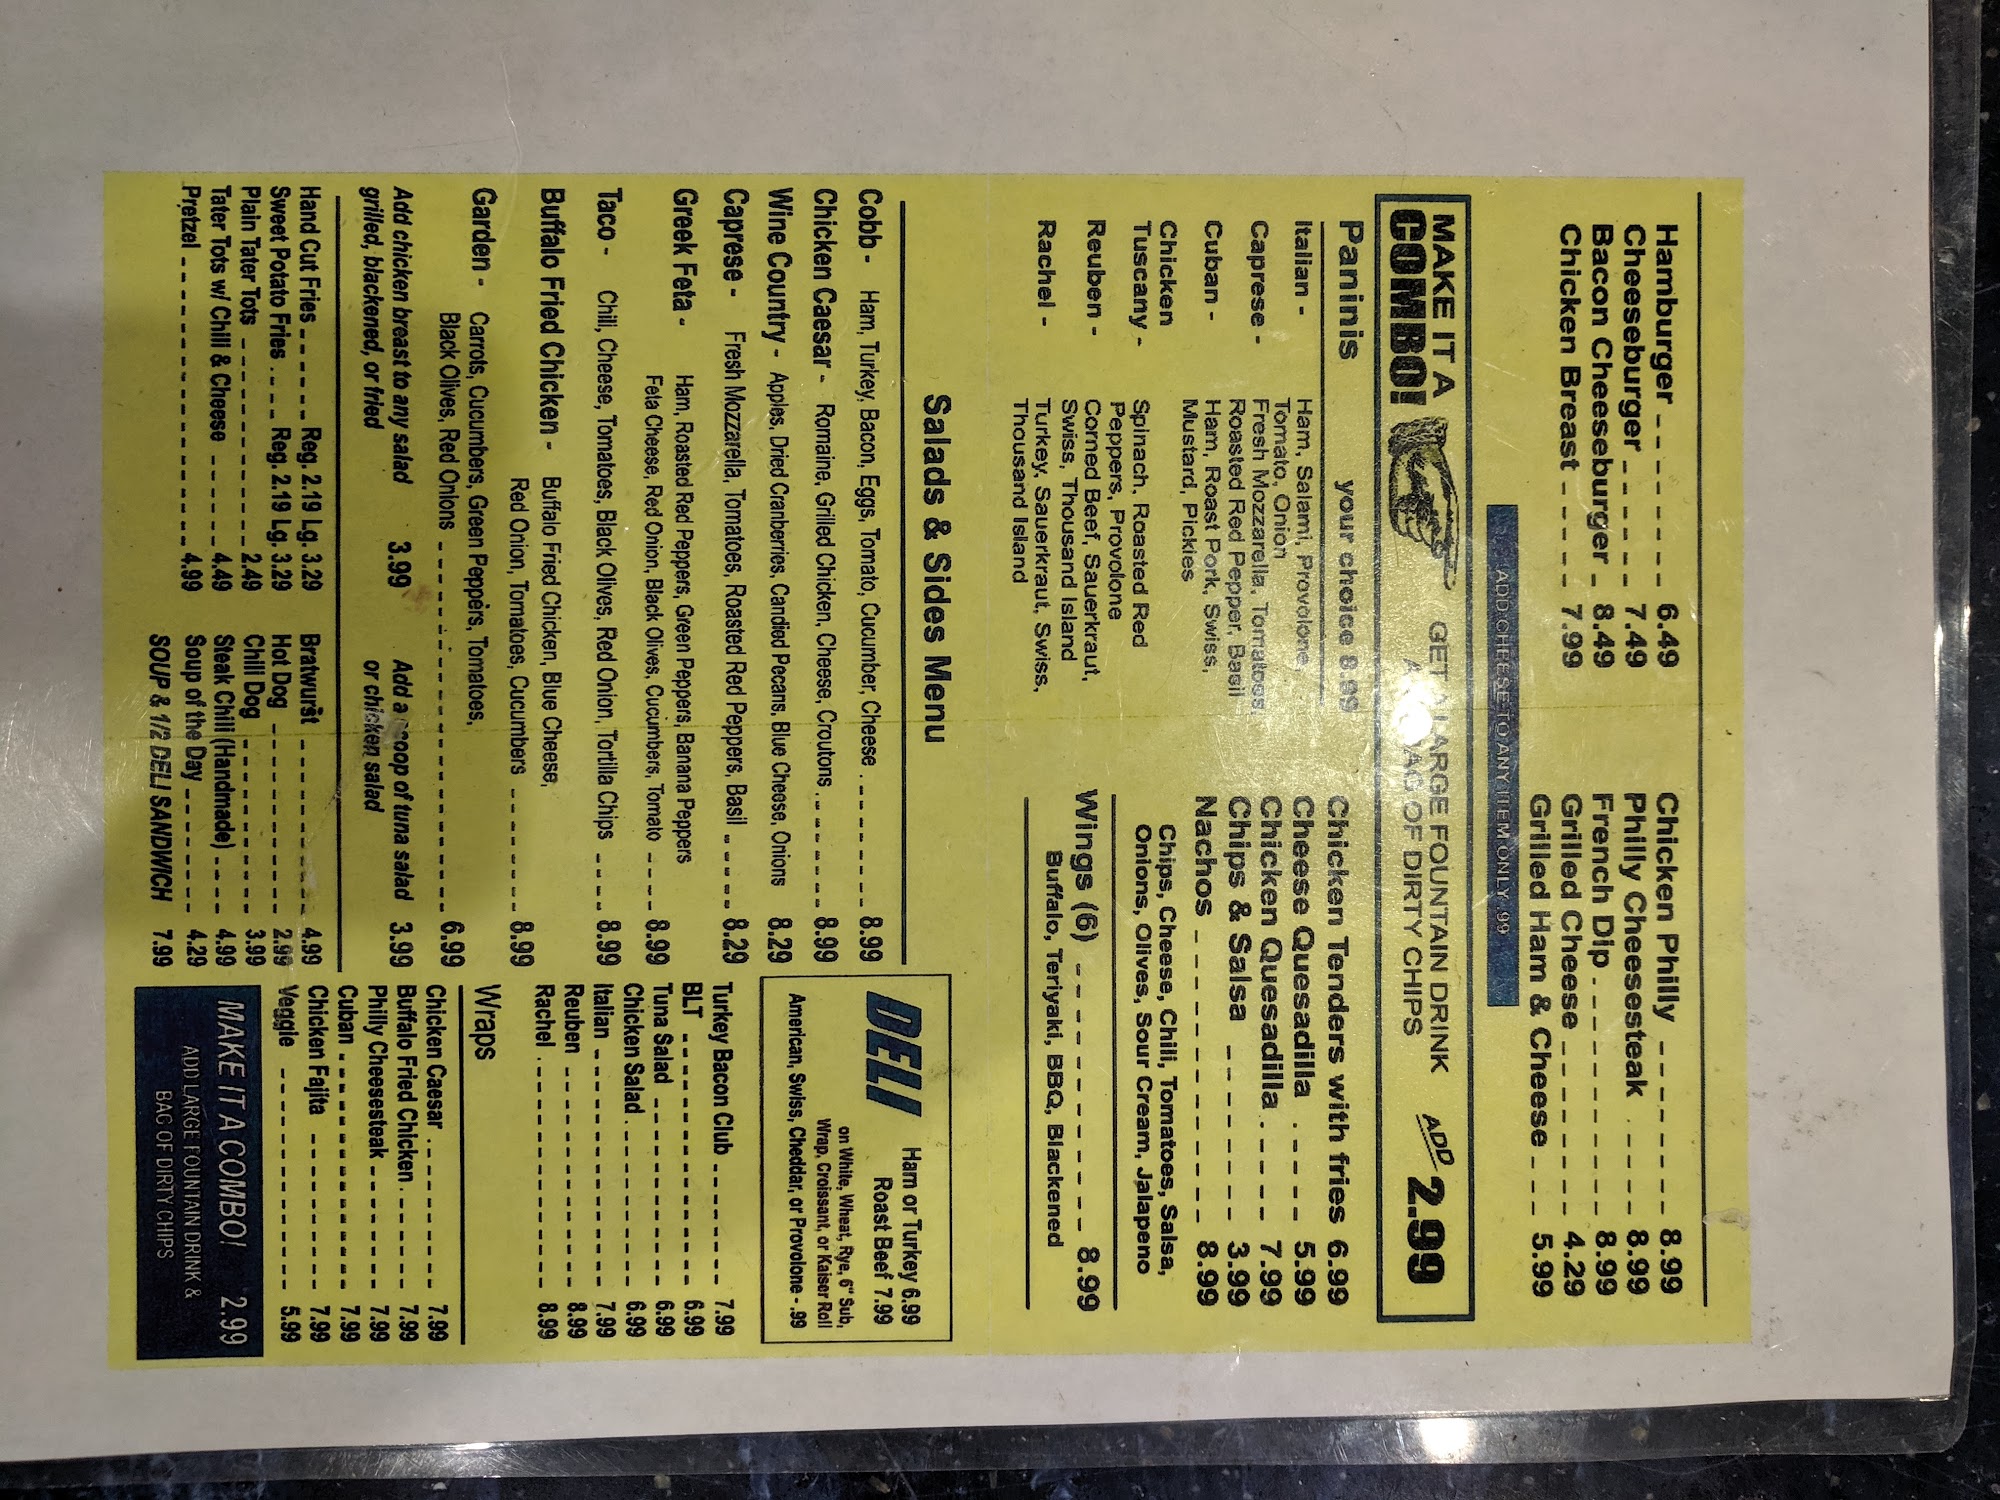 Hamburger - - - - - - - - 6.49
Cheeseburger - - - - - - 7.49
Bacon Cheeseburger - 8.49
Chicken Breast - - - - - 7.99
Chicken Philly - - - - - - - - 8.99
Philly Cheesesteak - - - - - 8.99
French Dip - - - - - - - - - - 8.99
Grilled Cheese - - - - - - - - 4.29
Grilled Ham & Cheese - - - 5.99
ADD CHEESE TO ANY ITEM ONLY .99
MAKE IT A
COMBO!
GET A LARGE FOUNTAIN DRINK
BAG OF DIRTY CHIPS
ADD 2.99
Paninis your choice 8.99
Italian - Ham, Salami, Provolone,
Tomato, Onion
Caprese - Fresh Mozzarella, Tomatoes,
Roasted Red Pepper, Basil
Cuban - Ham, Roast Pork, Swiss,
Mustard, Pickles
Chicken
Tuscany - Spinach, Roasted Red
Peppers, Provolone
Reuben - Corned Beef, Sauerkraut,
Swiss, Thousand Island
Rachel - Turkey, Sauerkraut, Swiss,
Thousand Island
Chicken Tenders with fries 6.99
Cheese Quesadilla - - - - - 5.99
Chicken Quesadilla - - - - - 7.99
Chips & Salsa - - - - - - - 3.99
Nachos - - - - - - - - - - - - 8.99
Chips, Cheese, Chili, Tomatoes, Salsa,
Onions, Olives, Sour Cream, Jalapeno
Wings (6) - - - - - - - - - - - 8.99
Buffalo, Teriyaki, BBQ, Blackened
Salads & Sides Menu
Cobb - Ham, Turkey, Bacon, Eggs, Tomato, Cucumber, Cheese - - - - - - - - 8.99
Chicken Caesar - Romaine, Grilled Chicken, Cheese, Croutons - - - - - - - 8.99
Wine Country - Apples, Dried Cranberries, Candied Pecans, Blue Cheese, Onions 8.29
Caprese - Fresh Mozzarella, Tomatoes, Roasted Red Peppers, Basil - - - - - 8.29
Greek Feta - Ham, Roasted Red Peppers, Green Peppers, Banana Peppers
Feta Cheese, Red Onion, Black Olives, Cucumbers, Tomato - - - - 8.99
Taco - Chili, Cheese, Tomatoes, Black Olives, Red Onion, Tortilla Chips - - - - 8.99
Buffalo Fried Chicken - Buffalo Fried Chicken, Blue Cheese,
Red Onion, Tomatoes, Cucumbers - - - - - - - - - 8.99
Garden - Carrots, Cucumbers, Green Peppers, Tomatoes,
Black Olives, Red Onions - - - - - - - - - - - - - - - - - - - - - - - 6.99
Add chicken breast to any salad 3.99
grilled, blackened, or fried
Add a scoop of tuna salad 3.99
or chicken salad
Hand Cut Fries - - - - - - Reg. 2.19 Lg. 3.29
Sweet Potato Fries - - - - Reg. 2.19 Lg. 3.29
Plain Tater Tots - - - - - - - - - - - - - 2.49
Tater Tots w/ Chili & Cheese - - - - - - 4.49
Pretzel - - - - - - - - - - - - - - - - - - - 4.99
Bratwurst - - - - - - - - - - - 4.99
Hot Dog - - - - - - - - - - - - 2.99
Chili Dog - - - - - - - - - - - 3.99
Steak Chili (Handmade) - - - - 4.99
Soup of the Day - - - - - - - - 4.29
SOUP & 1/2 DELI SANDWICH 7.99
DELI
Ham or Turkey 6.99
Roast Beef 7.99
on White, Wheat, Rye, 6" Sub,
Wrap, Croissant, or Kaiser Roll
American, Swiss, Cheddar, or Provolone - .99
Turkey Bacon Club - - - - - - - 7.99
BLT - - - - - - - - - - - - - - 6.99
Tuna Salad - - - - - - - - - - 6.99
Chicken Salad - - - - - - - - - 6.99
Italian - - - - - - - - - - - - - 7.99
Reuben - - - - - - - - - - - - 8.99
Rachel - - - - - - - - - - - - - 8.99
Wraps
Chicken Caesar - - - - - - - - - 7.99
Buffalo Fried Chicken - - - - - - 7.99
Philly Cheesesteak - - - - - - - 7.99
Cuban - - - - - - - - - - - - - - 7.99
Chicken Fajita - - - - - - - - - 7.99
Veggie - - - - - - - - - - - - - 5.99
MAKE IT A COMBO! 2.99
ADD LARGE FOUNTAIN DRINK &
BAG OF DIRTY CHIPS